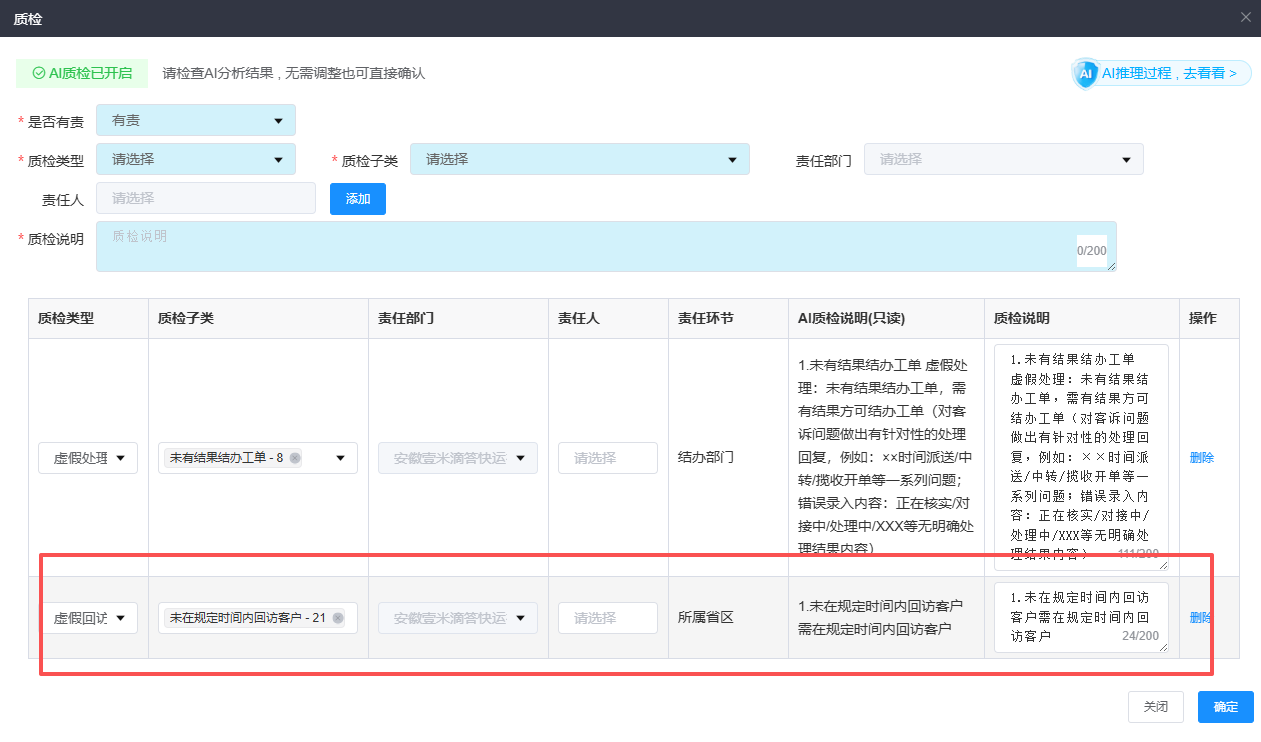 质检
AI质检已开启
请检查AI分析结果 , 无需调整也可直接确认
AI
AI推理过程 , 去看看 >
* 是否有责
有责
* 质检类型
请选择
* 质检子类
请选择
责任部门
请选择
责任人
请选择
添加
* 质检说明
质检说明
0/200
质检类型
质检子类
责任部门
责任人
责任环节
AI质检说明(只读)
质检说明
操作
虚假处理
未有结果结办工单 - 8
安徽壹米滴答快运
请选择
结办部门
1.未有结果结办工单 虚假处
理：未有结果结办工单，需
有结果方可结办工单（对客
诉问题做出有针对性的处理
回复，例如：××时间派送/中
转/揽收开单等一系列问题；
错误录入内容：正在核实/对
接中/处理中/XXX等无明确处
理结果内容）
1.未有结果结办工单
虚假处理：未有结果结
办工单，需有结果方可
结办工单（对客诉问题
做出有针对性的处理回
复，例如：××时间派
送/中转/揽收开单等一
系列问题；错误录入内
容：正在核实/对接中/
处理中/XXX等无明确处
理结果内容）
111/200
删除
虚假回访
未在规定时间内回访客户 - 21
安徽壹米滴答快运
请选择
所属省区
1.未在规定时间内回访客户
需在规定时间内回访客户
1.未在规定时间内回访
客户需在规定时间内回
访客户
24/200
删除
关闭
确定